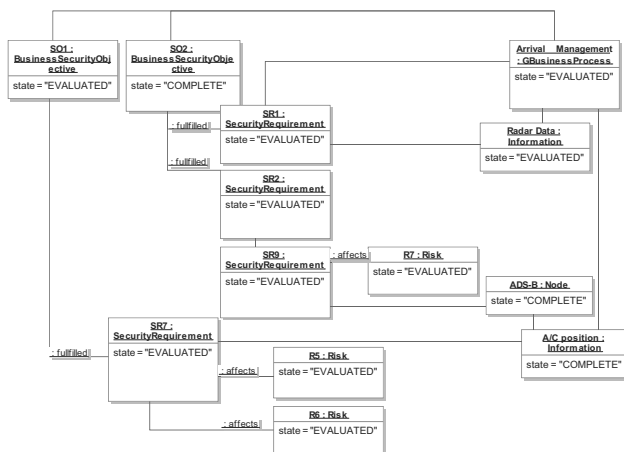 SO1 :
BusinessSecurityObj
ective
state = "EVALUATED"
SO2 :
BusinessSecurityObje
ctive
state = "COMPLETE"
Arrival Management
: GBusinessProcess
state = "EVALUATED"
: fullfilled
SR1 :
SecurityRequirement
state = "EVALUATED"
Radar Data :
Information
state = "EVALUATED"
: fullfilled
SR2 :
SecurityRequirement
state = "EVALUATED"
SR9 :
SecurityRequirement
state = "EVALUATED"
: affects
R7 : Risk
state = "EVALUATED"
ADS-B : Node
state = "COMPLETE"
SR7 :
SecurityRequirement
state = "EVALUATED"
: fullfilled
A/C position :
Information
state = "COMPLETE"
: affects
R5 : Risk
state = "EVALUATED"
: affects
R6 : Risk
state = "EVALUATED"